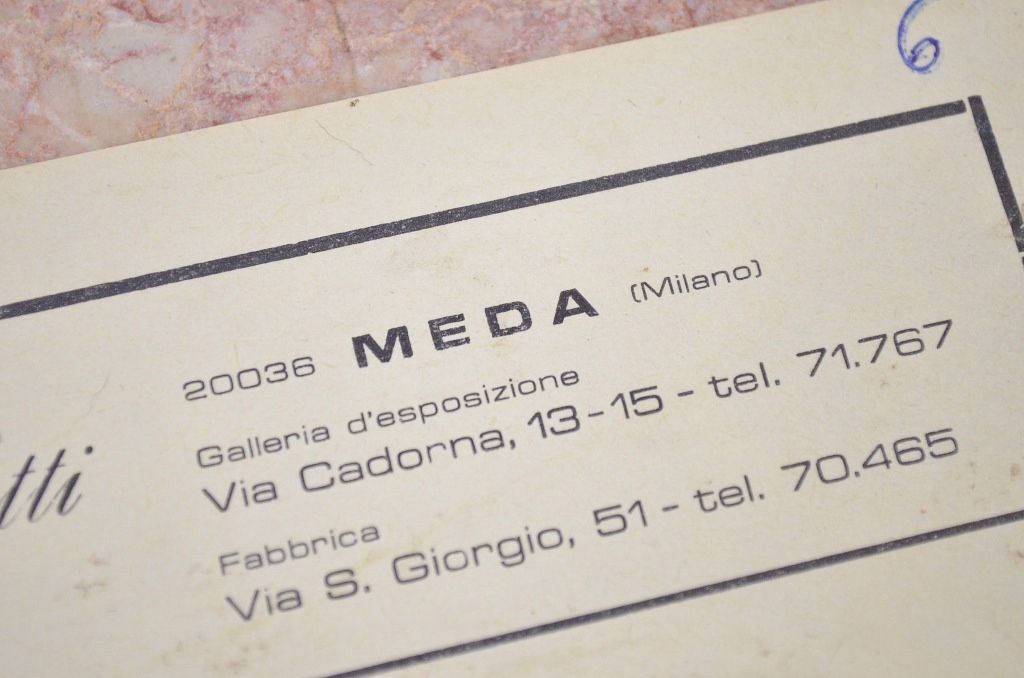 6
20036 MEDA (Milano)
Galleria d'esposizione
Via Cadorna, 13-15 - tel. 71.767
tti
Fabbrica
Via S. Giorgio, 51 - tel. 70.465